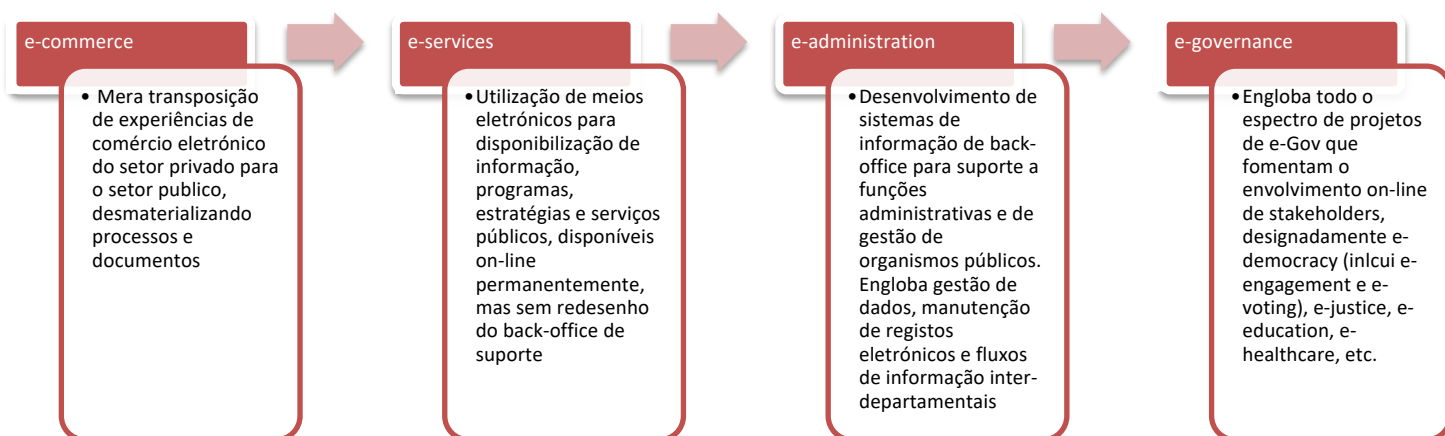 e-commerce
• Mera transposição
de experiências de
comércio eletrónico
do setor privado para
o setor publico,
desmaterializando
processos e
documentos
e-services
•Utilização de meios
eletrónicos para
disponibilização de
informação,
programas,
estratégias e serviços
públicos, disponíveis
on-line
permanentemente,
mas sem redesenho
do back-office de
suporte
e-administration
•Desenvolvimento de
sistemas de
informação de back-
office para suporte a
funções
administrativas e de
gestão de
organismos públicos.
Engloba gestão de
dados, manutenção
de registos
eletrónicos e fluxos
de informação inter-
departamentais
e-governance
•Engloba todo o
espectro de projetos
de e-Gov que
fomentam o
envolvimento on-line
de stakeholders,
designadamente e-
democracy (inlcui e-
engagement e e-
voting), e-justice, e-
education, e-
healthcare, etc.